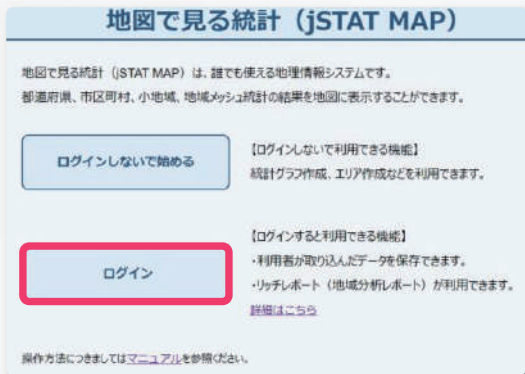 地図で見る統計（jSTAT MAP）
地図で見る統計（jSTAT MAP）は、誰でも使える地理情報システムです。
都道府県、市区町村、小地域、地域メッシュ統計の結果を地図に表示することができます。
ログインしないで始める
【ログインしないで利用できる機能】
統計グラフ作成、エリア作成などを利用できます。
ログイン
【ログインすると利用できる機能】
・利用者が取り込んだデータを保存できます。
・リッチレポート（地域分析レポート）が利用できます。
詳細はこちら
操作方法につきましてはマニュアルを参照ください。